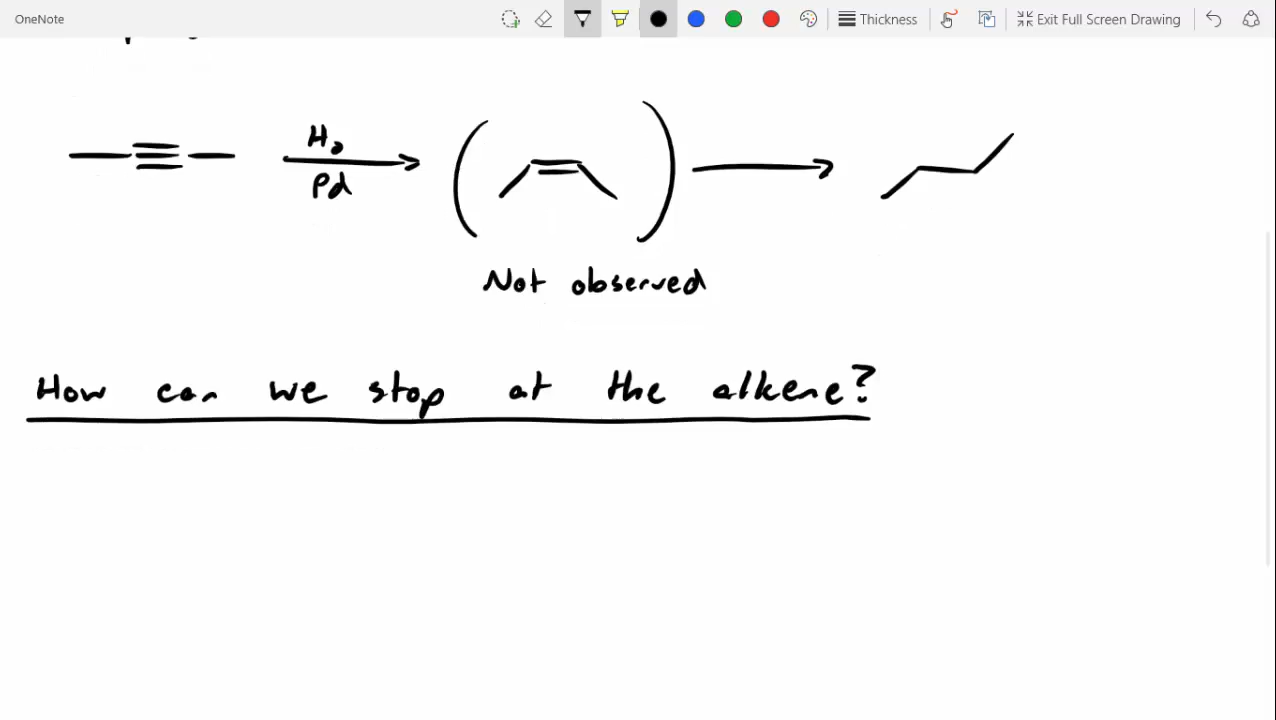 OneNote
Thickness
Exit Full Screen Drawing
H₂
Pd
Not observed
How can we stop at the alkene?